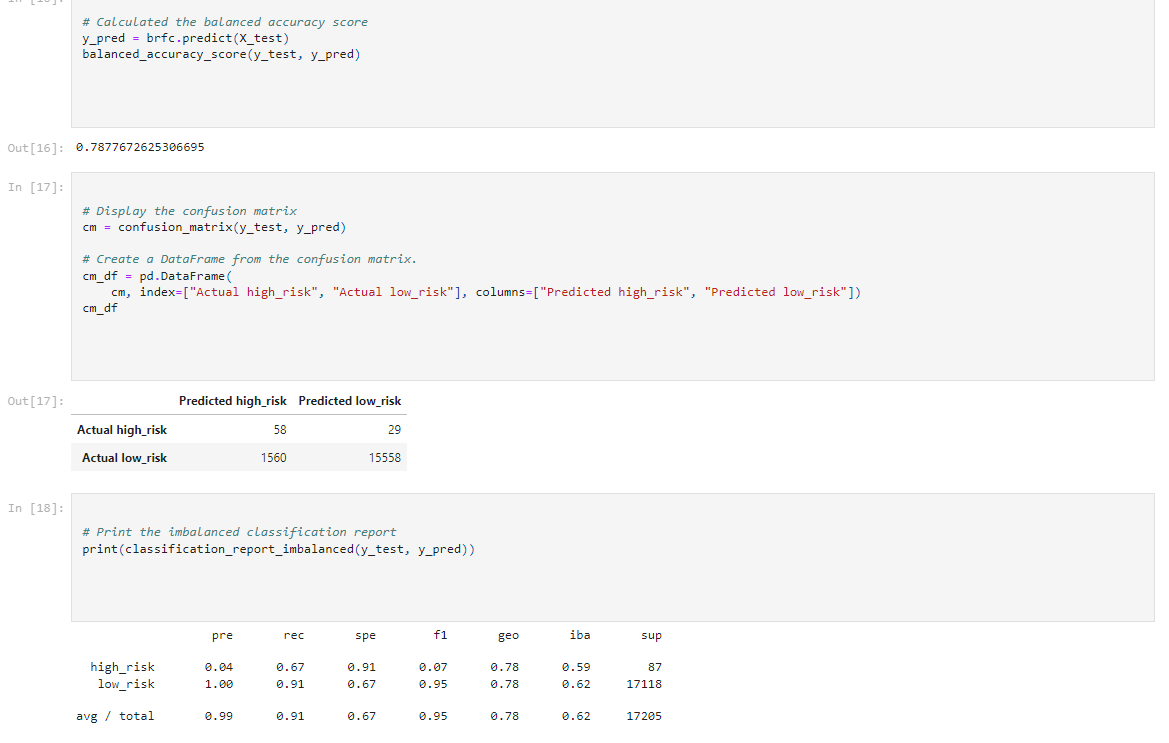 # Calculated the balanced accuracy score
y_pred = brfc.predict(X_test)
balanced_accuracy_score(y_test, y_pred)
Out[16]: 0.7877672625306695
In [17]:
# Display the confusion matrix
cm = confusion_matrix(y_test, y_pred)
# Create a DataFrame from the confusion matrix.
cm_df = pd.DataFrame(
cm, index=["Actual high_risk", "Actual low_risk"], columns=["Predicted high_risk", "Predicted low_risk"])
cm_df
Out[17]:
Predicted high_risk Predicted low_risk
Actual high_risk 58 29
Actual low_risk 1560 15558
In [18]:
# Print the imbalanced classification report
print(classification_report_imbalanced(y_test, y_pred))
pre rec spe f1 geo iba sup
high_risk 0.04 0.67 0.91 0.07 0.78 0.59 87
low_risk 1.00 0.91 0.67 0.95 0.78 0.62 17118
avg / total 0.99 0.91 0.67 0.95 0.78 0.62 17205